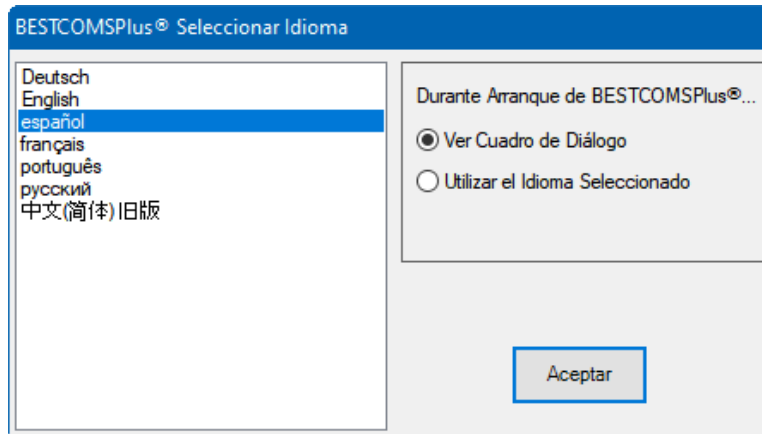 BESTCOMSPlus® Seleccionar Idioma
Deutsch
English
español
français
português
русский
中文(简体)旧版
Durante Arranque de BESTCOMSPlus®...
Ver Cuadro de Diálogo
Utilizar el Idioma Seleccionado
Aceptar